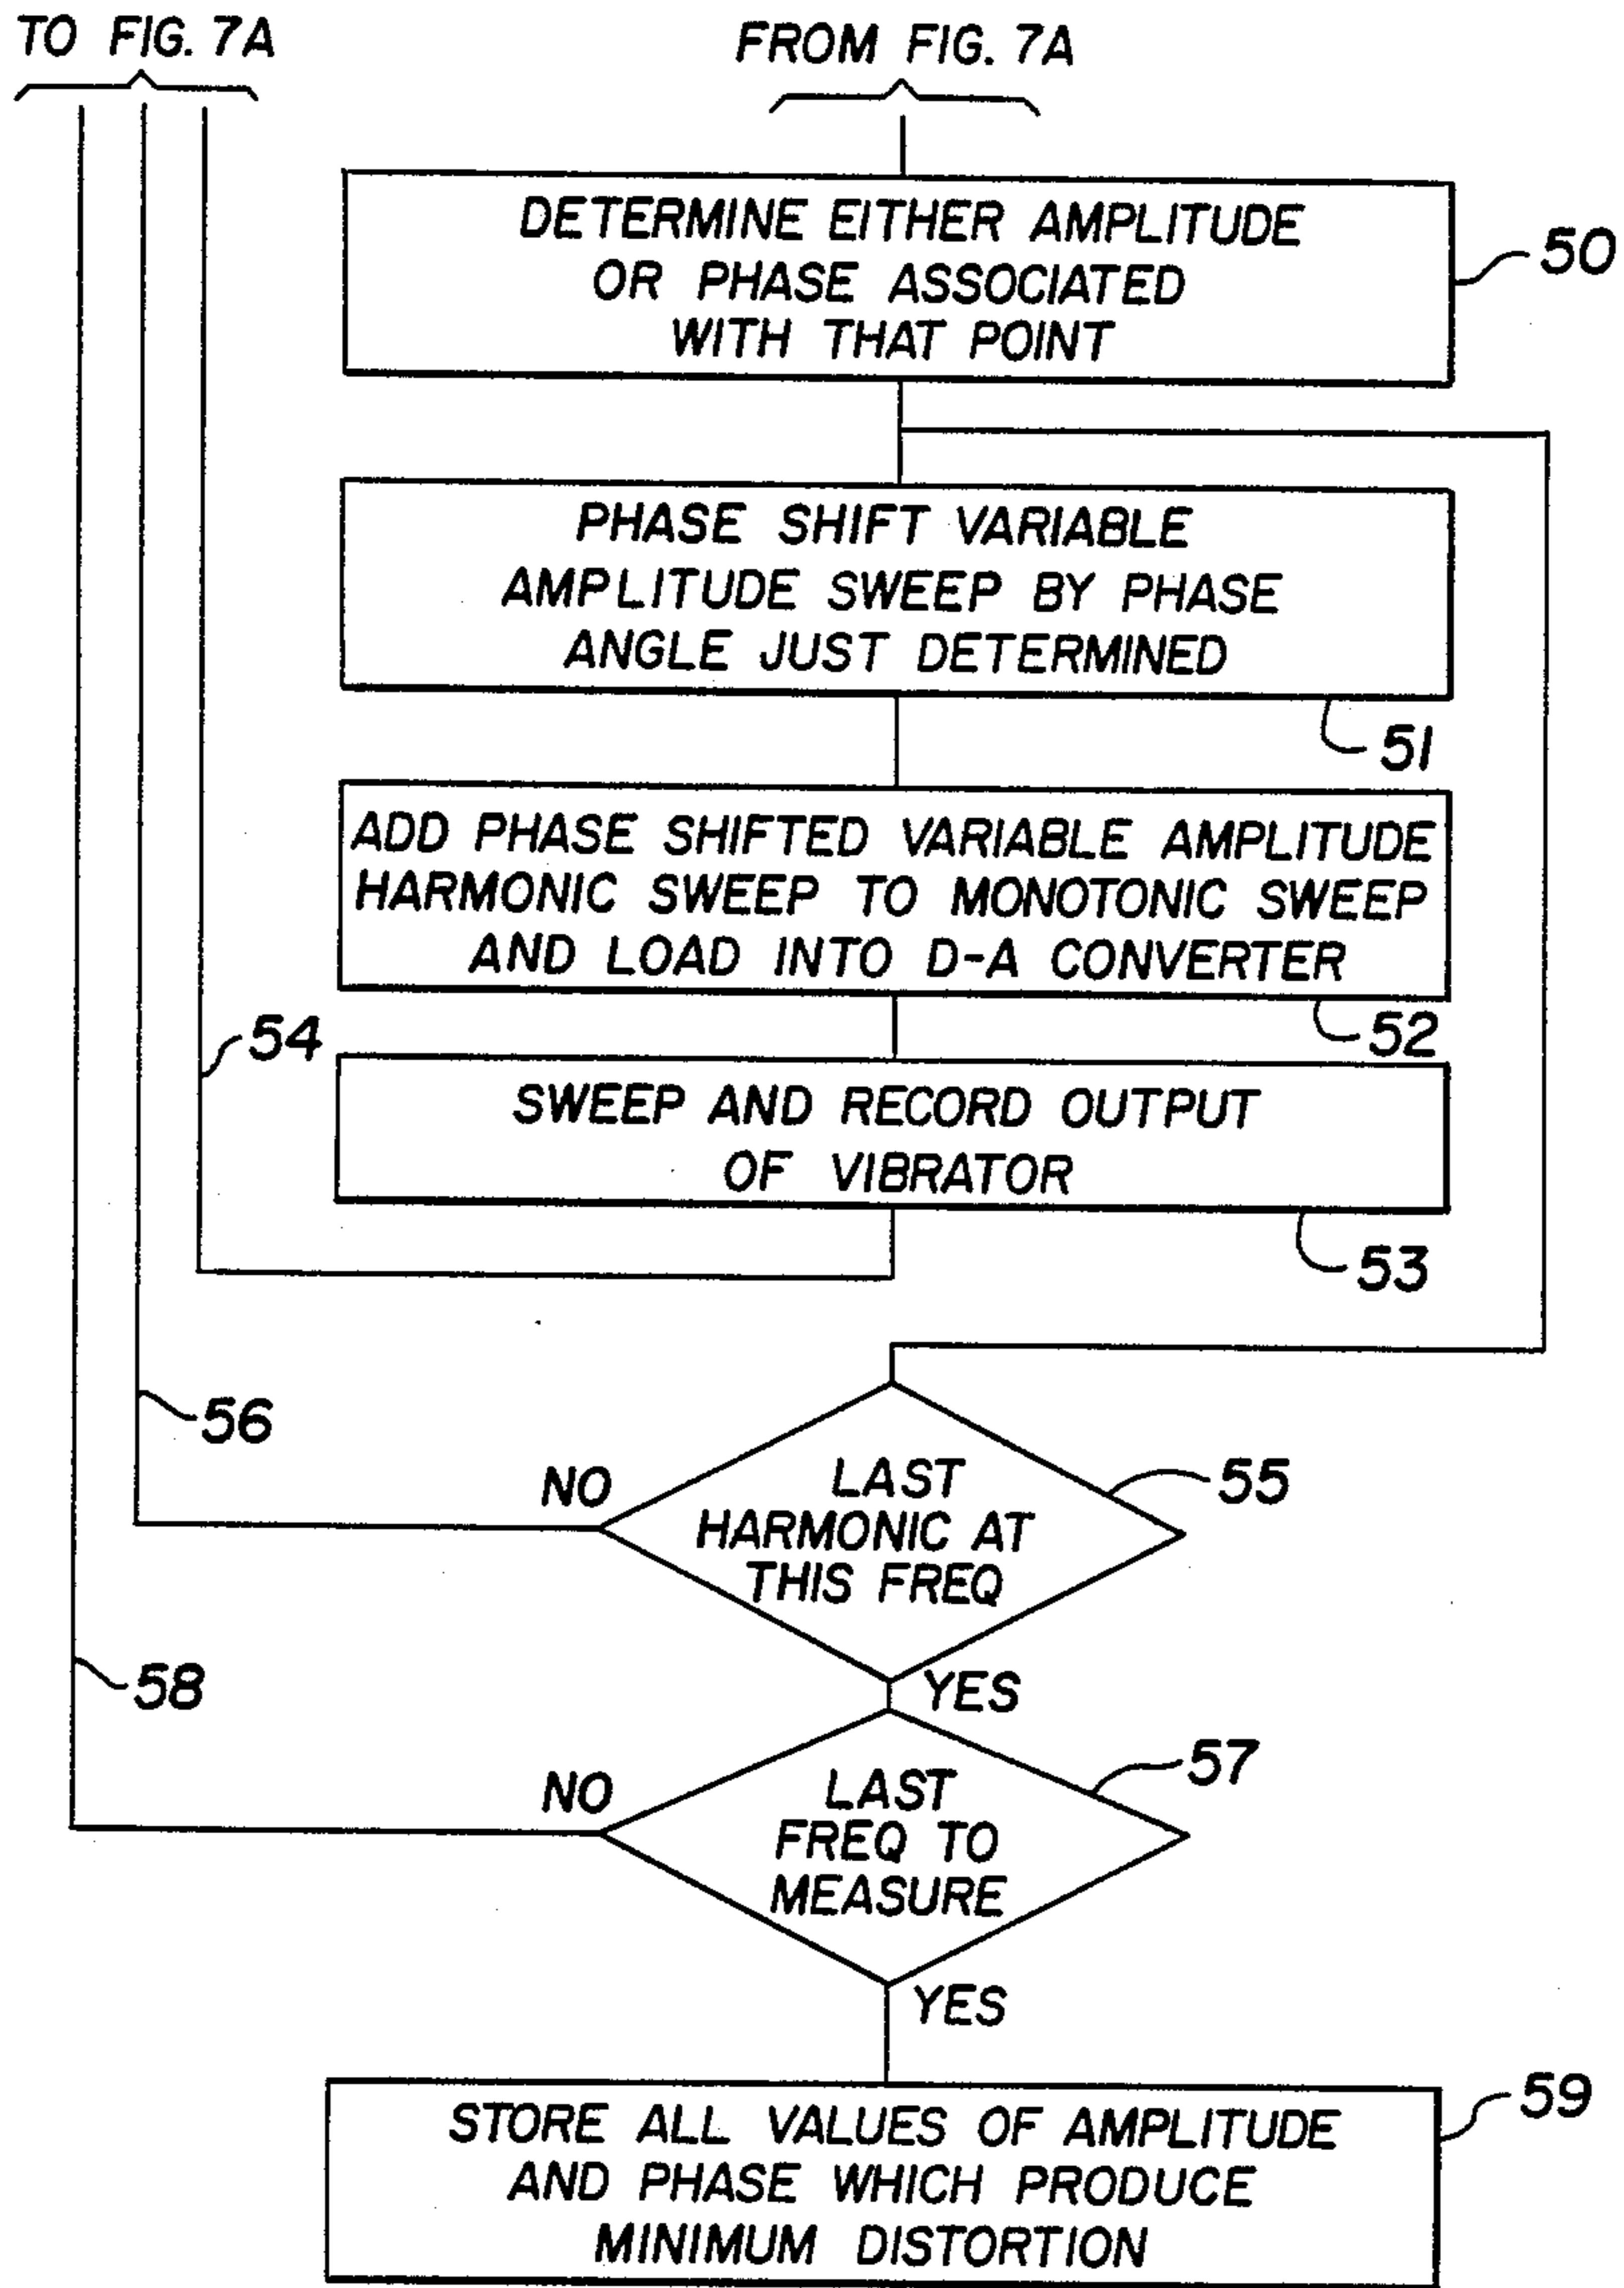 TO FIG. 7A
FROM FIG. 7A
DETERMINE EITHER AMPLITUDE
OR PHASE ASSOCIATED
WITH THAT POINT
50
PHASE SHIFT VARIABLE
AMPLITUDE SWEEP BY PHASE
ANGLE JUST DETERMINED
51
ADD PHASE SHIFTED VARIABLE AMPLITUDE
HARMONIC SWEEP TO MONOTONIC SWEEP
AND LOAD INTO D-A CONVERTER
52
54
SWEEP AND RECORD OUTPUT
OF VIBRATOR
53
56
NO
LAST
HARMONIC AT
THIS FREQ
55
YES
58
NO
LAST
FREQ TO
MEASURE
57
YES
STORE ALL VALUES OF AMPLITUDE
AND PHASE WHICH PRODUCE
MINIMUM DISTORTION
59